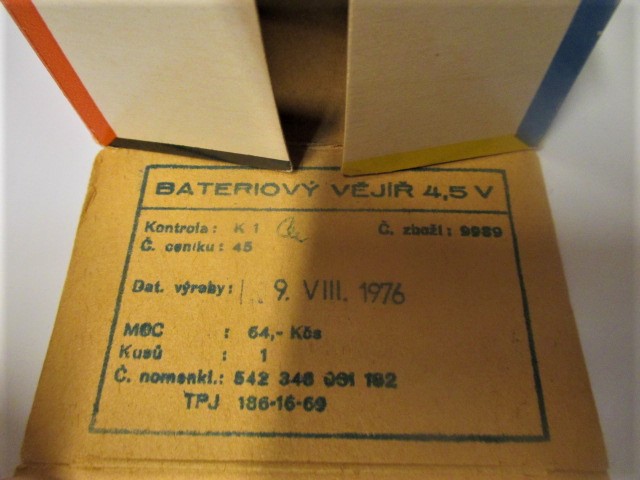 BATERIOVÝ VĚJÍŘ 4,5 V
Kontrola: K 1 Č. zboží: 9989
Č. ceníku: 45
Dat. výroby: 9. VIII. 1976
MOC : 64,- Kčs
Kusů : 1
Č. nomenkl.: 542 346 001 182
TPJ 186-16-69